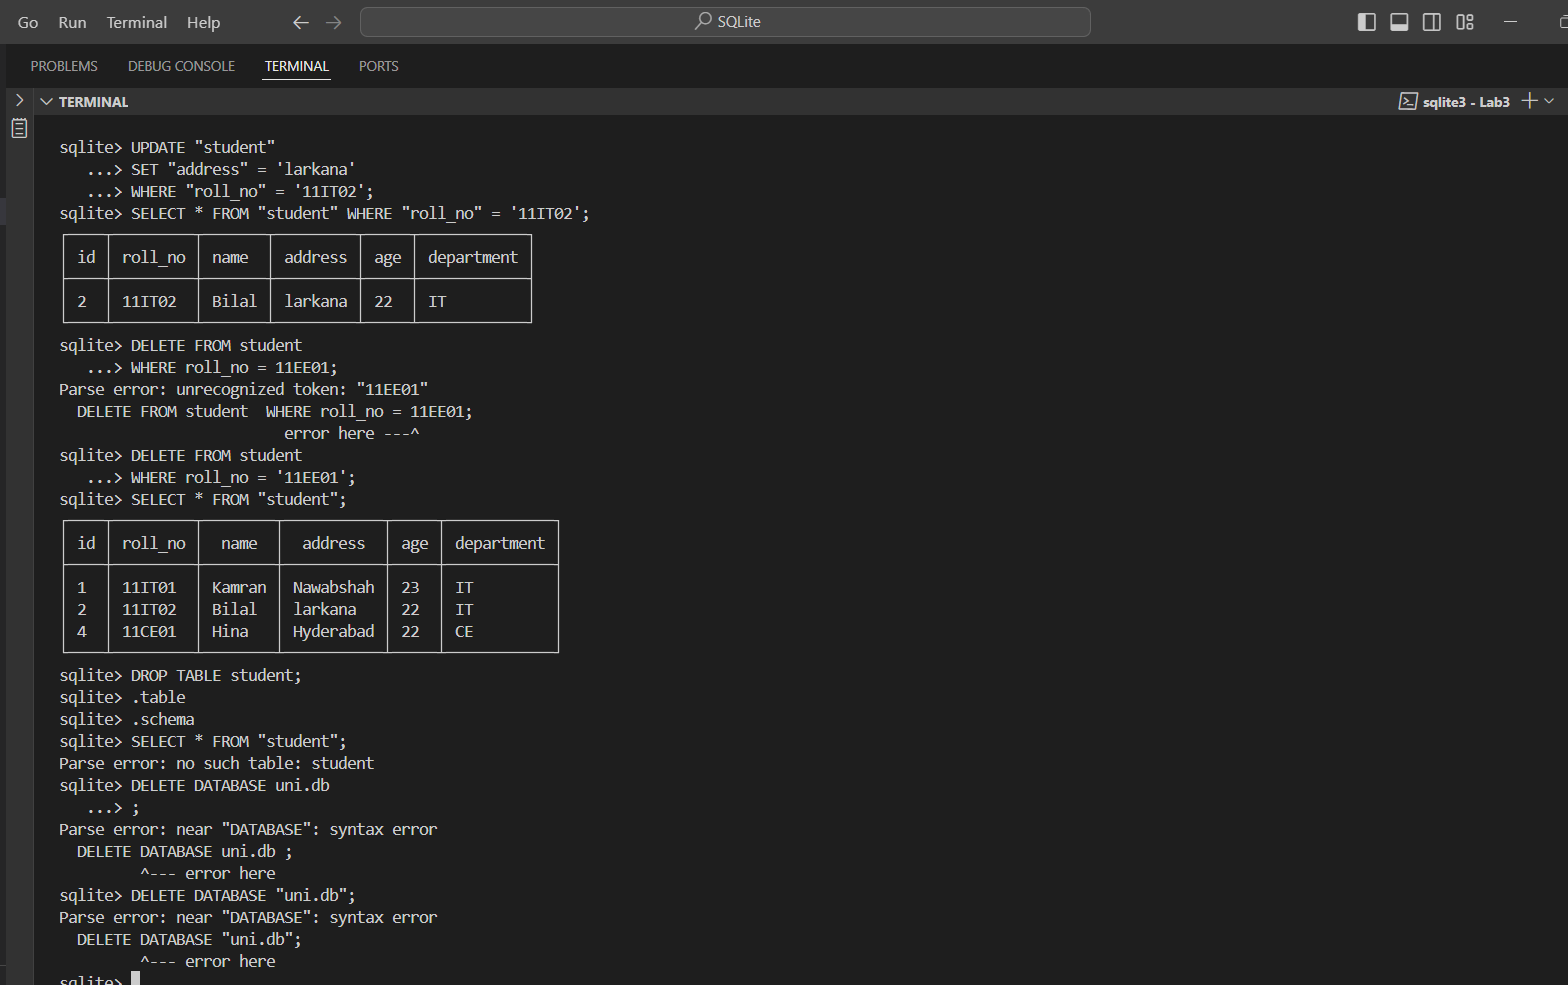 Go Run Terminal Help SQLite
PROBLEMS DEBUG CONSOLE TERMINAL PORTS
TERMINAL sqlite3 - Lab3
sqlite> UPDATE "student"
...> SET "address" = 'larkana'
...> WHERE "roll_no" = '11IT02';
sqlite> SELECT * FROM "student" WHERE "roll_no" = '11IT02';
id roll_no name address age department
2 11IT02 Bilal larkana 22 IT
sqlite> DELETE FROM student
...> WHERE roll_no = 11EE01;
Parse error: unrecognized token: "11EE01"
DELETE FROM student  WHERE roll_no = 11EE01;
error here ---^
sqlite> DELETE FROM student
...> WHERE roll_no = '11EE01';
sqlite> SELECT * FROM "student";
id roll_no name address age department
1 11IT01 Kamran Nawabshah 23 IT
2 11IT02 Bilal larkana 22 IT
4 11CE01 Hina Hyderabad 22 CE
sqlite> DROP TABLE student;
sqlite> .table
sqlite> .schema
sqlite> SELECT * FROM "student";
Parse error: no such table: student
sqlite> DELETE DATABASE uni.db
...> ;
Parse error: near "DATABASE": syntax error
DELETE DATABASE uni.db ;
^--- error here
sqlite> DELETE DATABASE "uni.db";
Parse error: near "DATABASE": syntax error
DELETE DATABASE "uni.db";
^--- error here
sqlite>